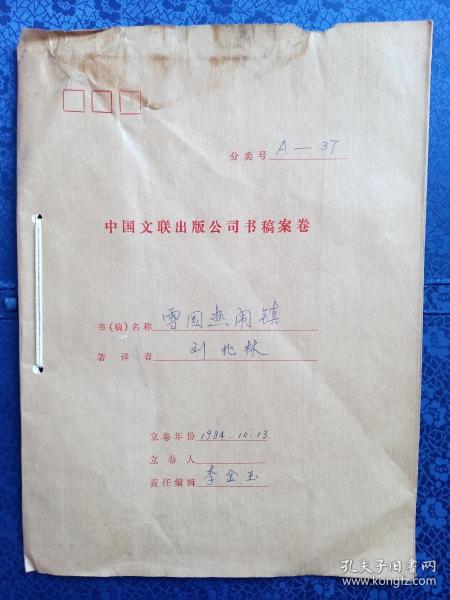 分类号 A—37
中国文联出版公司书稿案卷
书(稿)名称 雪国热闹镇
著译者 刘兆林
立卷年份 1984.10.13
立卷人
责任编辑 李金玉
孔夫子旧书网
www.kongfz.com